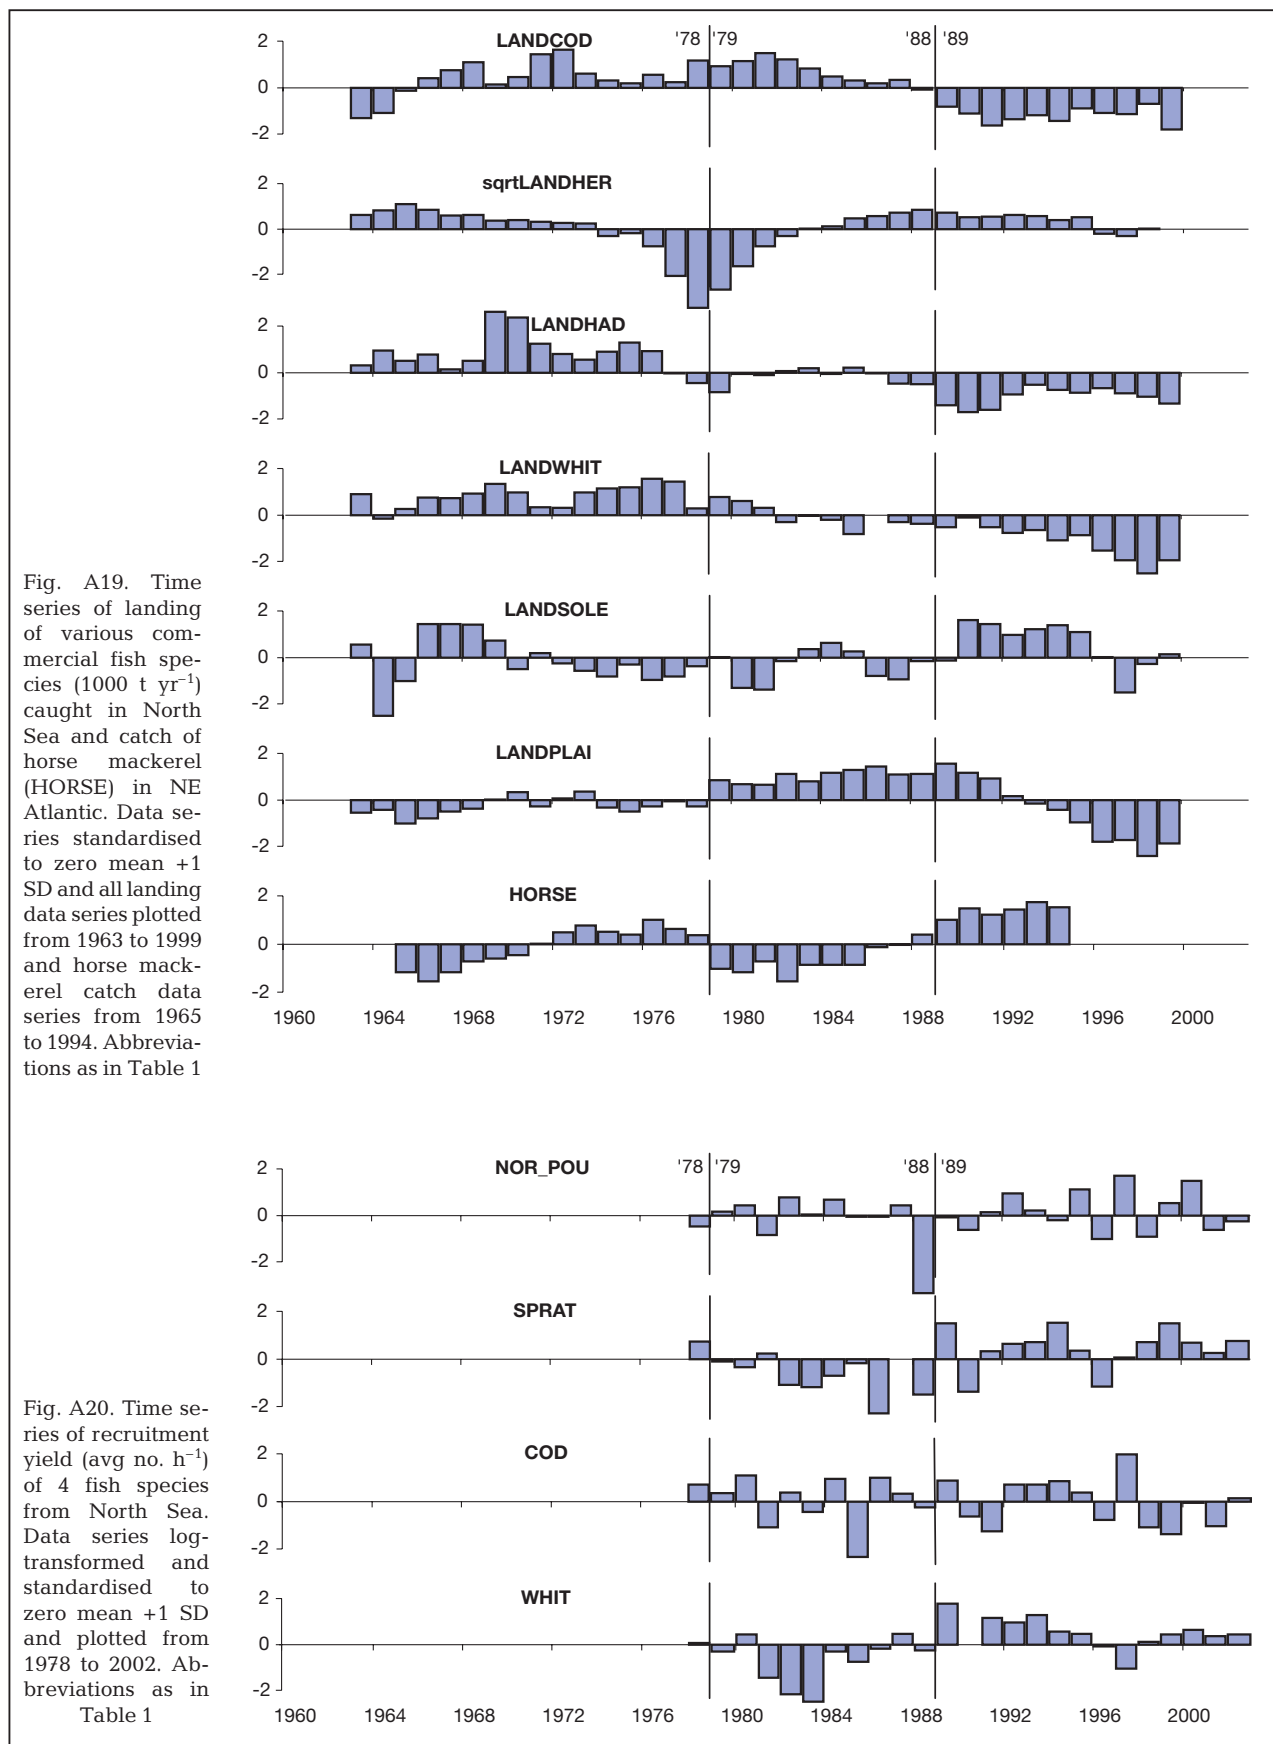 LANDCOD
'78 '79
'88 '89
2
0
-2
sqrtLANDHER
2
0
-2
LANDHAD
2
0
-2
LANDWHIT
2
0
-2
LANDSOLE
2
0
-2
LANDPLAI
2
0
-2
HORSE
2
0
-2
1960 1964 1968 1972 1976 1980 1984 1988 1992 1996 2000
Fig. A19. Time
series of landing
of various com-
mercial fish spe-
cies (1000 t yr⁻¹)
caught in North
Sea and catch of
horse mackerel
(HORSE) in NE
Atlantic. Data se-
ries standardised
to zero mean +1
SD and all landing
data series plotted
from 1963 to 1999
and horse mack-
erel catch data
series from 1965
to 1994. Abbrevia-
tions as in Table 1
NOR_POU
'78 '79
'88 '89
2
0
-2
SPRAT
2
0
-2
COD
2
0
-2
WHIT
2
0
-2
1960 1964 1968 1972 1976 1980 1984 1988 1992 1996 2000
Fig. A20. Time se-
ries of recruitment
yield (avg no. h⁻¹)
of 4 fish species
from North Sea.
Data series log-
transformed and
standardised to
zero mean +1 SD
and plotted from
1978 to 2002. Ab-
breviations as in
Table 1